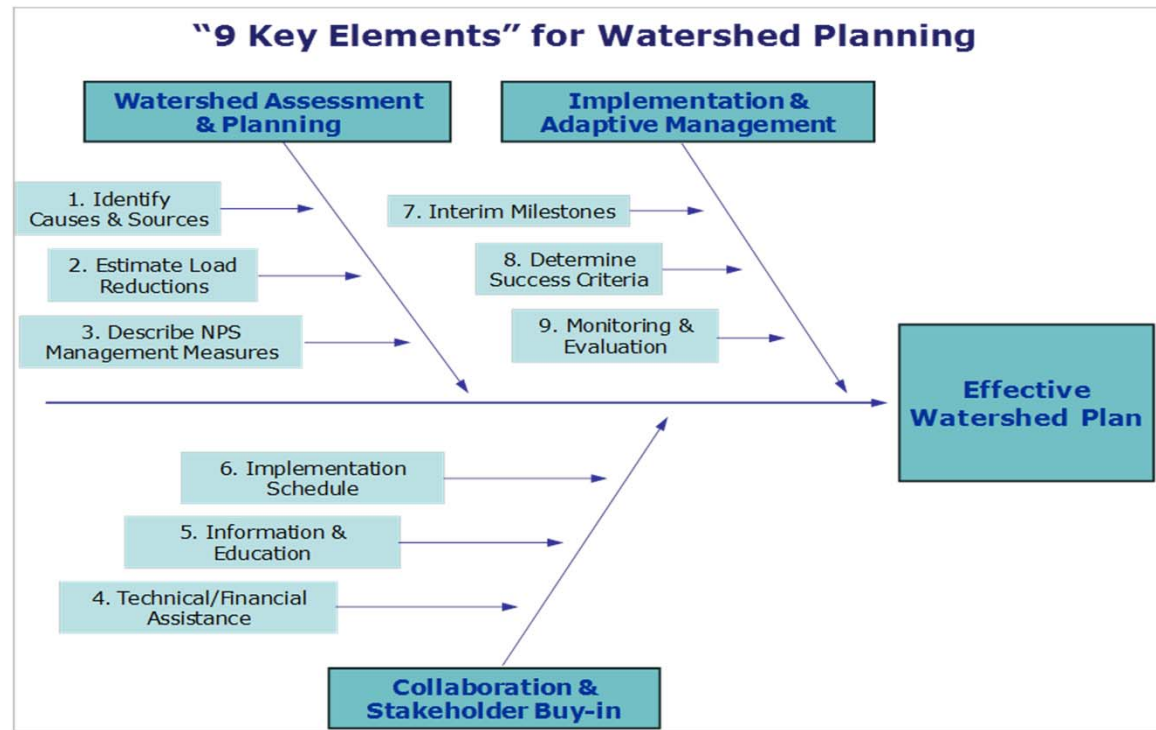 “9 Key Elements” for Watershed Planning
Watershed Assessment
& Planning
Implementation &
Adaptive Management
1. Identify
Causes & Sources
2. Estimate Load
Reductions
3. Describe NPS
Management Measures
7. Interim Milestones
8. Determine
Success Criteria
9. Monitoring &
Evaluation
Effective
Watershed Plan
6. Implementation
Schedule
5. Information &
Education
4. Technical/Financial
Assistance
Collaboration &
Stakeholder Buy-in